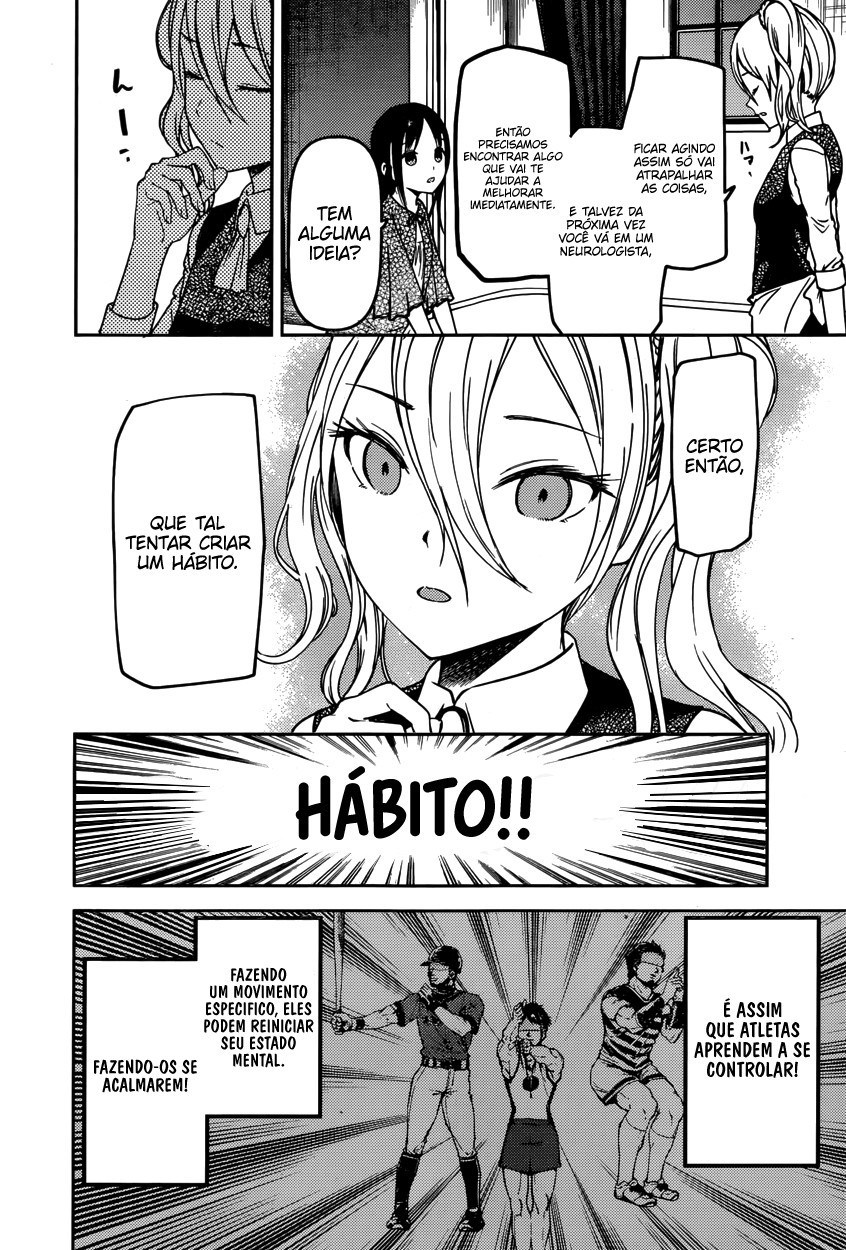 FICAR AGINDO
ASSIM SÓ VAI
ATRAPALHAR
AS COISAS,
E TALVEZ DA
PRÓXIMA VEZ
VOCÊ VÁ EM UM
NEUROLOGISTA,
ENTÃO
PRECISAMOS
ENCONTRAR ALGO
QUE VAI TE
AJUDAR A
MELHORAR
IMEDIATAMENTE.
TEM
ALGUMA
IDEIA?
んー
CERTO
ENTÃO,
QUE TAL
TENTAR CRIAR
UM HÁBITO.
HÁBITO!!
É ASSIM
QUE ATLETAS
APRENDEM A SE
CONTROLAR!
FAZENDO
UM MOVIMENTO
ESPECIFICO, ELES
PODEM REINICIAR
SEU ESTADO
MENTAL.
FAZENDO-OS SE
ACALMAREM!